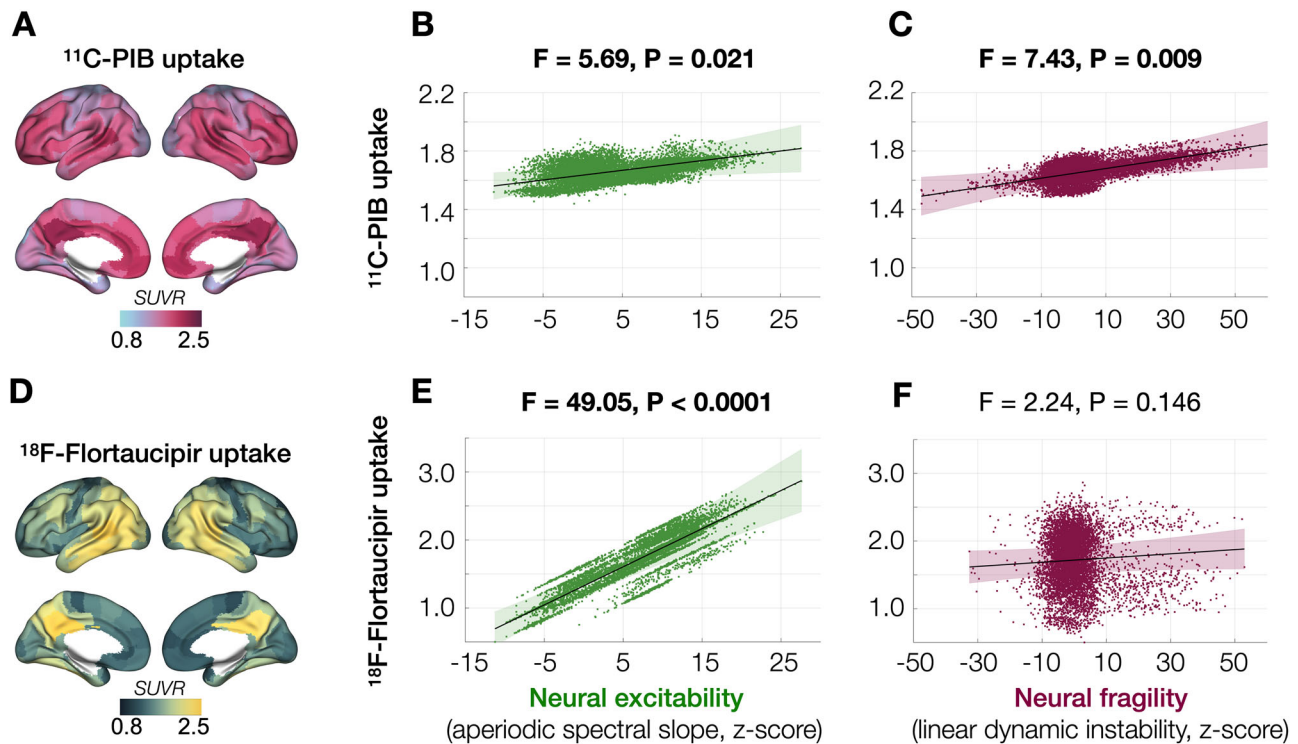 A
¹¹C-PIB uptake
SUVR
0.8 2.5
B
F = 5.69, P = 0.021
¹¹C-PIB uptake
2.2
1.8
1.4
1.0
-15 -5 5 15 25
C
F = 7.43, P = 0.009
2.2
1.8
1.4
1.0
-50 -30 -10 10 30 50
D
¹⁸F-Flortaucipir uptake
SUVR
0.8 2.5
E
F = 49.05, P < 0.0001
¹⁸F-Flortaucipir uptake
3.0
2.0
1.0
-15 -5 5 15 25
Neural excitability
(aperiodic spectral slope, z-score)
F
F = 2.24, P = 0.146
3.0
2.0
1.0
-50 -30 -10 10 30 50
Neural fragility
(linear dynamic instability, z-score)